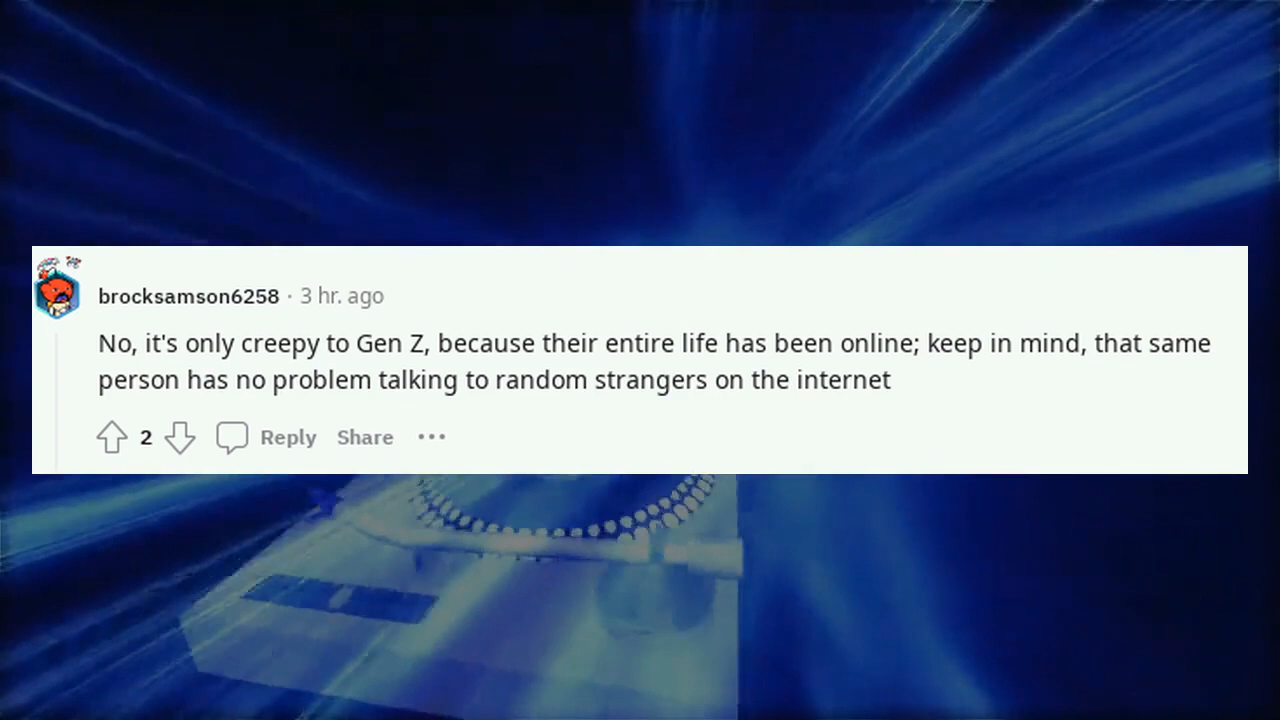 brocksamson6258 · 3 hr. ago
No, it's only creepy to Gen Z, because their entire life has been online; keep in mind, that same
person has no problem talking to random strangers on the internet
2 Reply Share •••